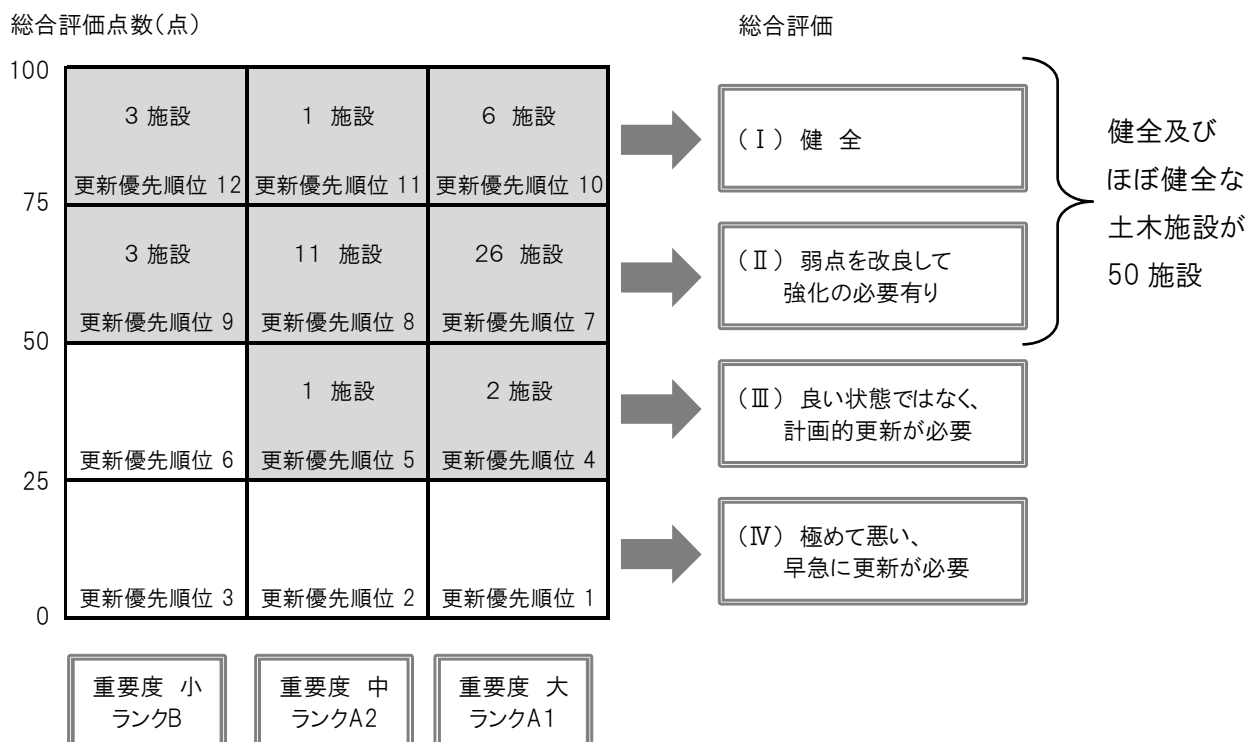 総合評価点数（点）
総合評価
100
3 施設
1 施設
6 施設
更新優先順位 12
更新優先順位 11
更新優先順位 10
（Ⅰ） 健 全
75
3 施設
11 施設
26 施設
更新優先順位 9
更新優先順位 8
更新優先順位 7
（Ⅱ） 弱点を改良して
強化の必要有り
50
1 施設
2 施設
更新優先順位 6
更新優先順位 5
更新優先順位 4
（Ⅲ） 良い状態ではなく、
計画的更新が必要
25
更新優先順位 3
更新優先順位 2
更新優先順位 1
（Ⅳ） 極めて悪い、
早急に更新が必要
0
健全及び
ほぼ健全な
土木施設が
50 施設
重要度 小
ランクB
重要度 中
ランクA2
重要度 大
ランクA1